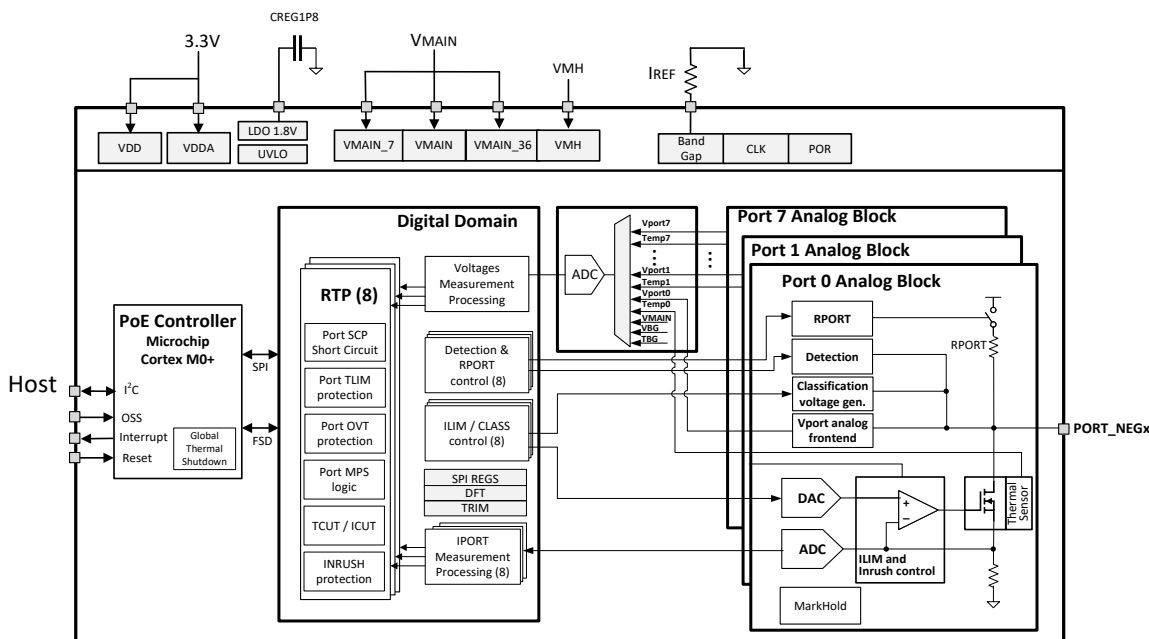 CREG1P8
3.3V
VMAIN
VMH
IREF
VDD
VDDA
LDO 1.8V
UVLO
VMAIN_7
VMAIN
VMAIN_36
VMH
Band
Gap
CLK
POR
Digital Domain
RTP (8)
Port SCP
Short Circuit
Port TLIM
protection
Port OVT
protection
Port MPS
logic
TCUT / ICUT
INRUSH
protection
Voltages
Measurement
Processing
Detection &
RPORT
control (8)
ILIM / CLASS
control (8)
SPI REGS
DFT
TRIM
IPORT
Measurement
Processing (8)
PoE Controller
Microchip
Cortex M0+
I²C
OSS
Interrupt
Reset
Global
Thermal
Shutdown
Host
SPI
FSD
ADC
Vport7
Temp7
Vport1
Temp1
Vport0
Temp0
VMAIN
VBG
TBG
Port 7 Analog Block
Port 1 Analog Block
Port 0 Analog Block
RPORT
Detection
Classification
voltage gen.
Vport analog
frontend
RPORT
PORT_NEGx
DAC
ADC
+
−
ILIM and
Inrush control
Thermal
Sensor
MarkHold